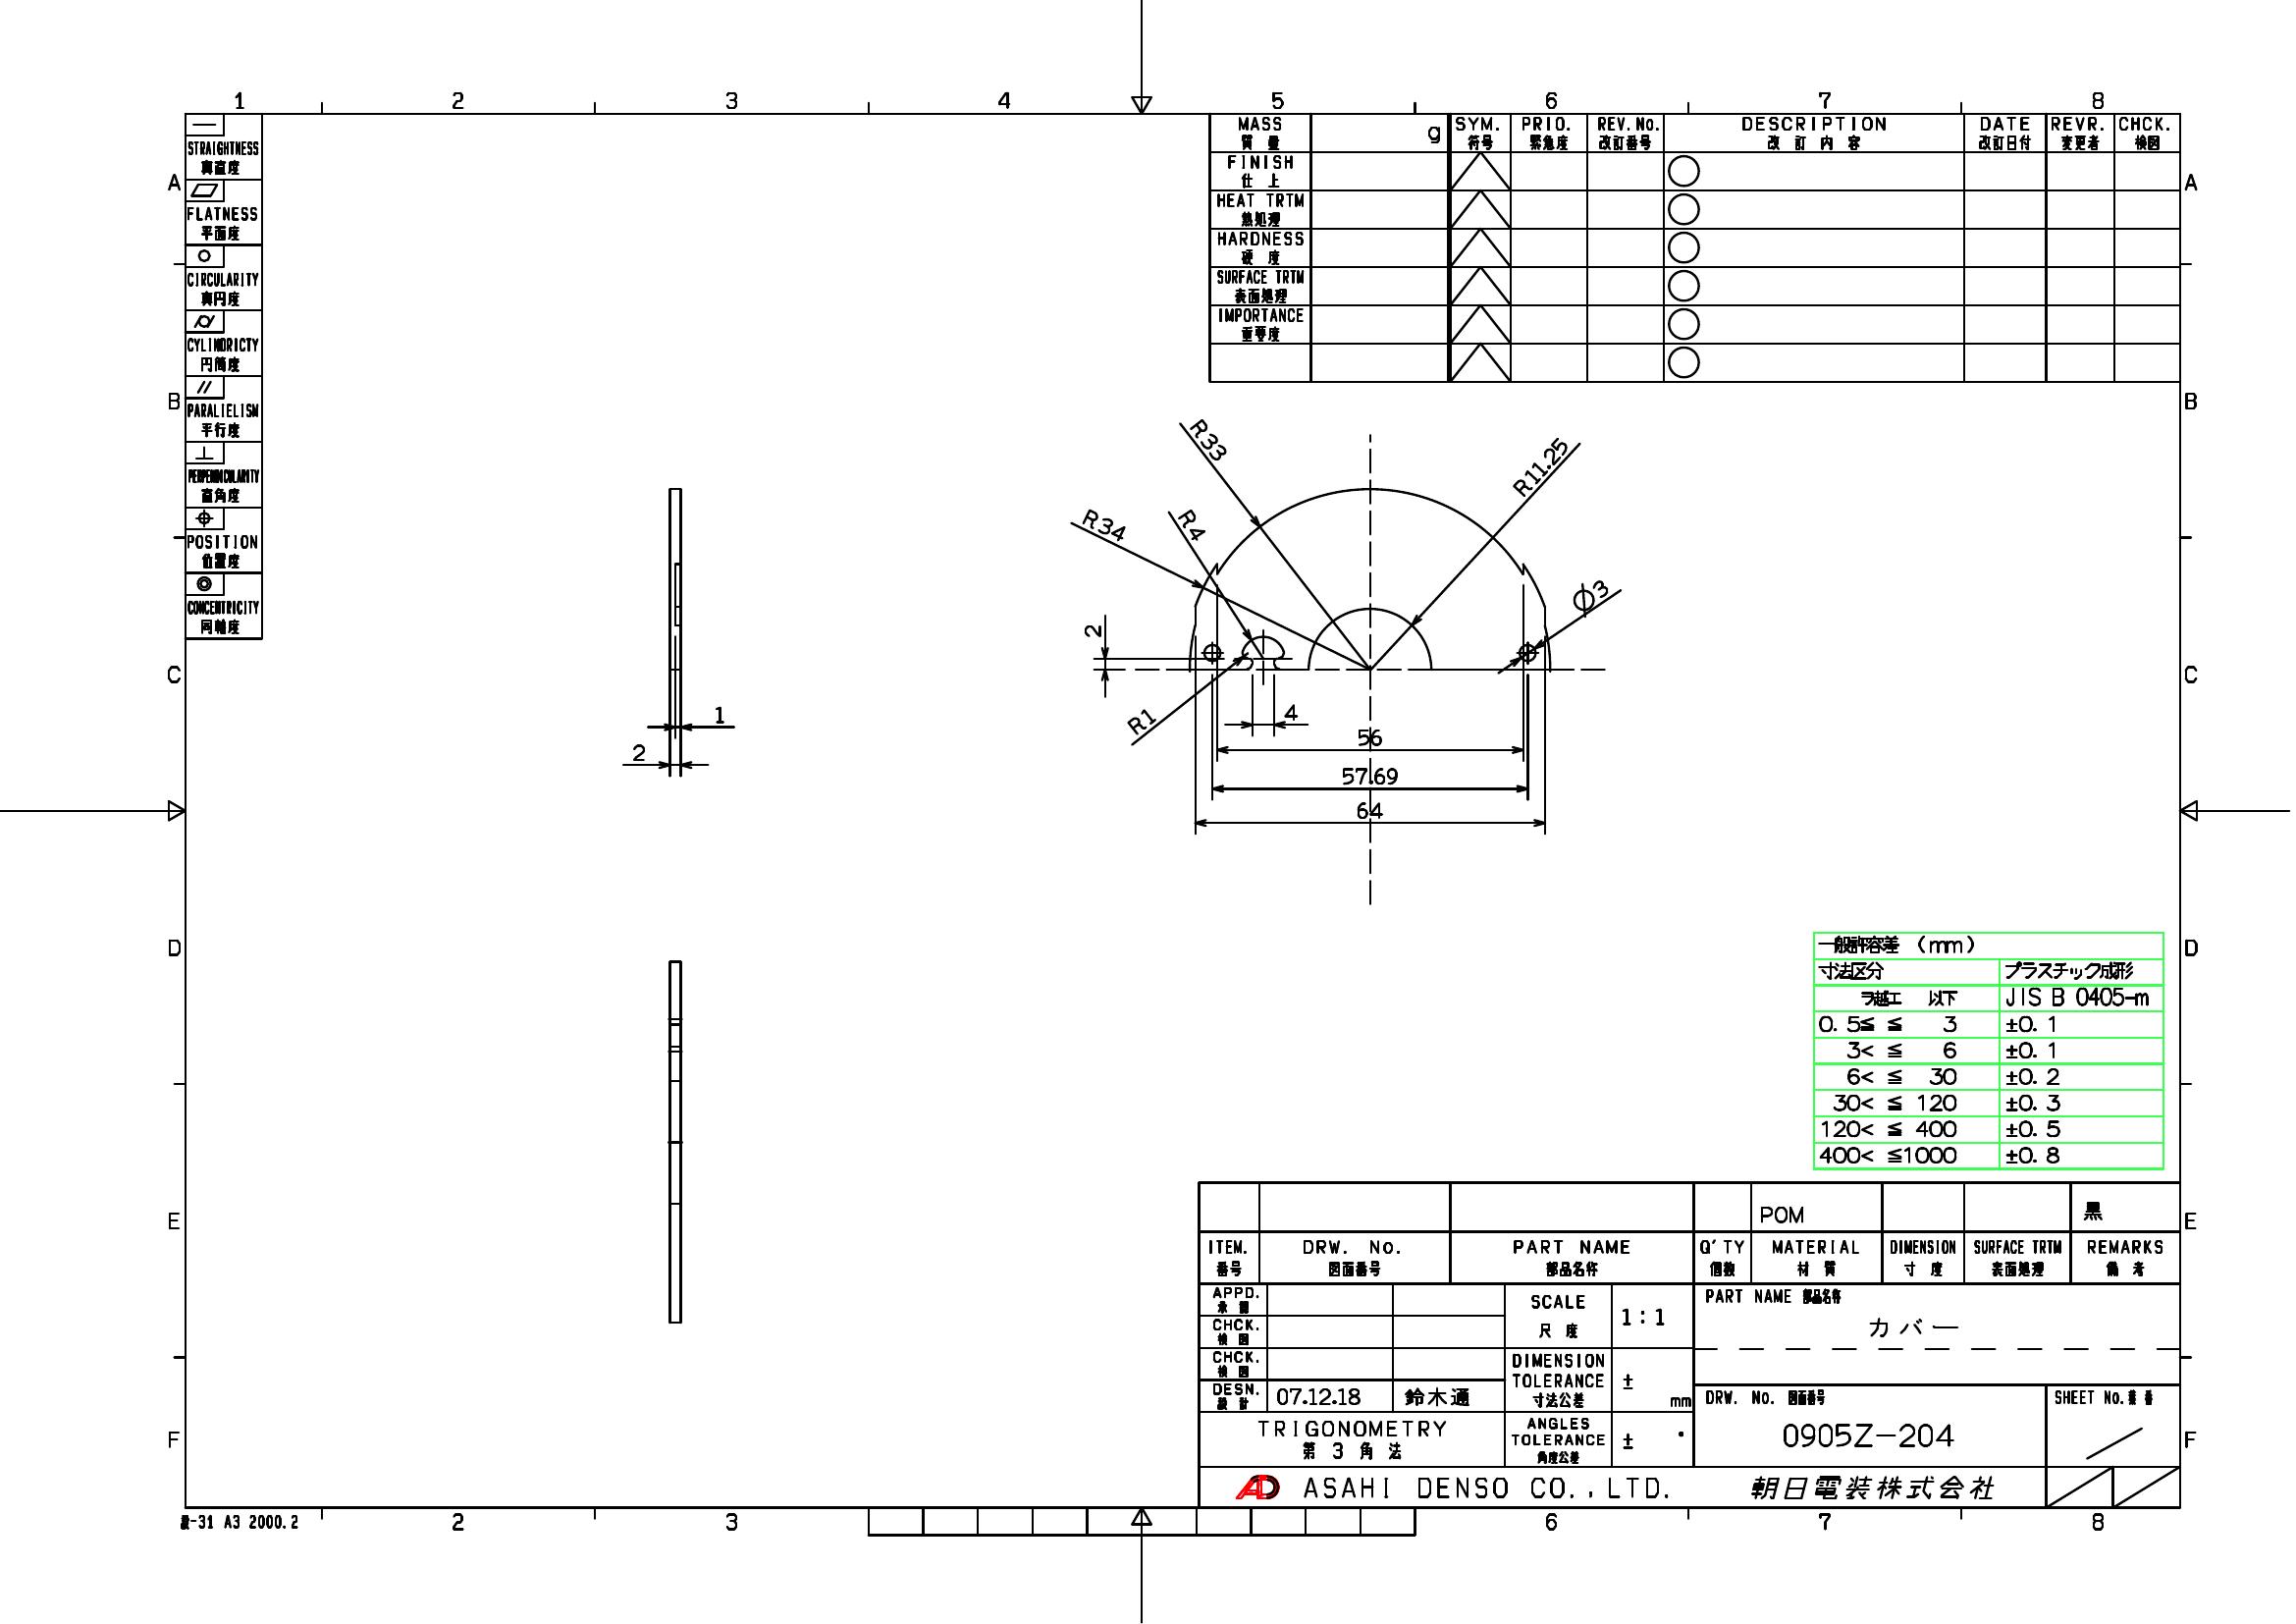 1 2 3 4 5 6 7 8
A
B
C
D
E
F
STRAIGHTNESS
真直度
FLATNESS
平面度
CIRCULARITY
真円度
CYLINDRICTY
円筒度
PARALIELISM
平行度
PERPENDICULARITY
直角度
POSITION
位置度
CONCENTRICITY
同軸度
MASS
質 量
g
FINISH
仕 上
HEAT TRTM
熱処理
HARDNESS
硬 度
SURFACE TRTM
表面処理
IMPORTANCE
重要度
SYM. PRIO. REV.No. DESCRIPTION DATE REVR. CHCK.
符号 緊急度 改訂番号 改 訂 内 容 改訂日付 変更者 検図
A
B
C
D
E
F
R33
R11.25
R34
R4
φ3
2
R1
4
56
57.69
64
1
2
一般許容差 (mm)
寸法区分 プラスチック成形
ヲ越エ 以下 JIS B 0405-m
0.5≦ ≦ 3 ±0.1
3< ≦ 6 ±0.1
6< ≦ 30 ±0.2
30< ≦ 120 ±0.3
120< ≦ 400 ±0.5
400< ≦1000 ±0.8
POM 黒
ITEM. DRW. No. PART NAME Q'TY MATERIAL DIMENSION SURFACE TRTM REMARKS
番号 図面番号 部品名称 個数 材 質 寸 度 表面処理 備 考
APPD.
承 認
CHCK.
検 図
CHCK.
検 図
DESN.
設 計
07.12.18 鈴木通
SCALE
尺 度
1:1
DIMENSION
TOLERANCE
寸法公差
± mm
ANGLES
TOLERANCE
角度公差
± °
TRIGONOMETRY
第 3 角 法
PART NAME 部品名称
カバー
DRW. No. 図面番号
0905Z-204
SHEET No.葉 番
AD ASAHI DENSO CO.,LTD. 朝日電装株式会社
-31 A3 2000.2
2 3 6 7 8